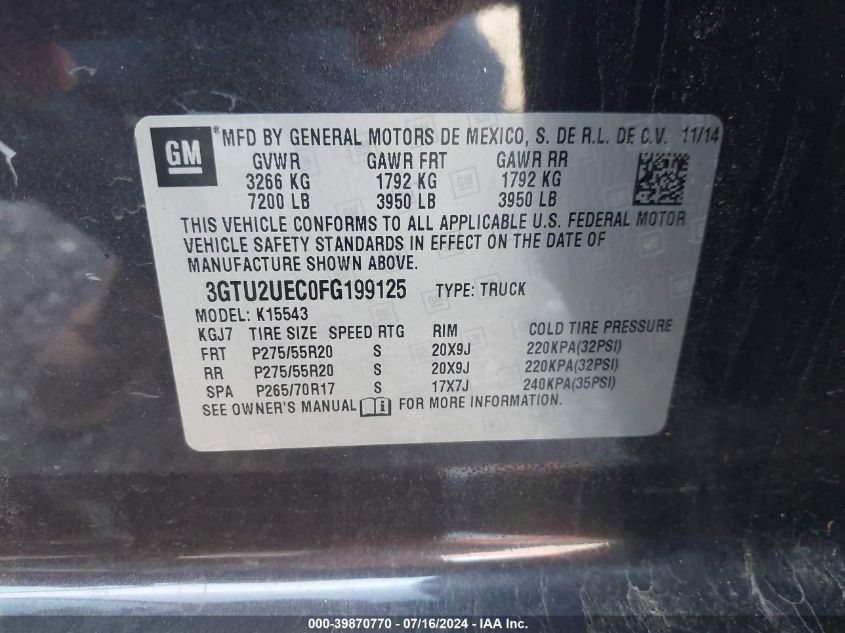 GM ® MFD BY GENERAL MOTORS DE MEXICO, S. DE R.L. DE C.V. 11/14
GVWR GAWR FRT GAWR RR
3266 KG 1792 KG 1792 KG
7200 LB 3950 LB 3950 LB
THIS VEHICLE CONFORMS TO ALL APPLICABLE U.S. FEDERAL MOTOR
VEHICLE SAFETY STANDARDS IN EFFECT ON THE DATE OF
MANUFACTURE SHOWN ABOVE.
3GTU2UEC0FG199125 TYPE: TRUCK
MODEL: K15543
KGJ7 TIRE SIZE SPEED RTG RIM COLD TIRE PRESSURE
FRT P275/55R20 S 20X9J 220KPA(32PSI)
RR P275/55R20 S 20X9J 220KPA(32PSI)
SPA P265/70R17 S 17X7J 240KPA(35PSI)
SEE OWNER'S MANUAL i FOR MORE INFORMATION.
000-39870770 - 07/16/2024 - IAA Inc.